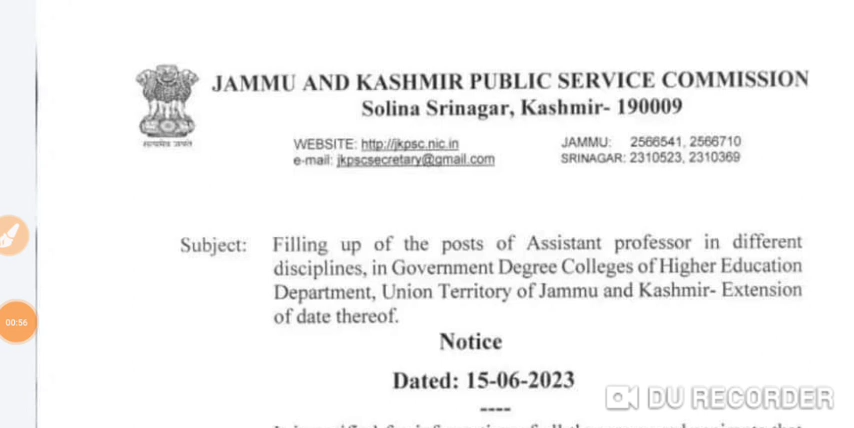 JAMMU AND KASHMIR PUBLIC SERVICE COMMISSION
Solina Srinagar, Kashmir- 190009
सत्यमेव जयते
WEBSITE: http://jkpsc.nic.in JAMMU: 2566541, 2566710
e-mail: jkpscsecretary@gmail.com SRINAGAR: 2310523, 2310369
Subject: Filling up of the posts of Assistant professor in different
disciplines, in Government Degree Colleges of Higher Education
Department, Union Territory of Jammu and Kashmir- Extension
of date thereof.
00:56
Notice
Dated: 15-06-2023
----
DU RECORDER